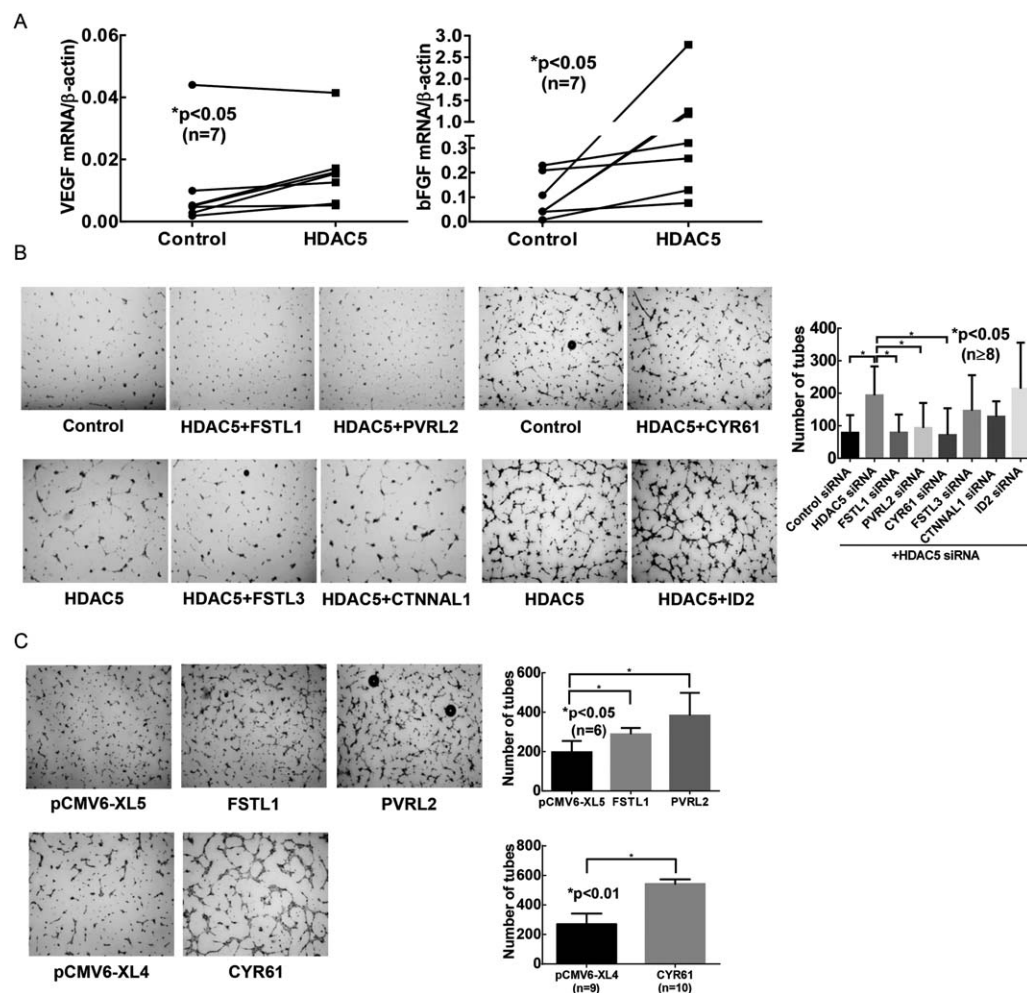 A
VEGF mRNA/β-actin)
0.06
0.04
0.02
0.00
*p<0.05
(n=7)
Control
HDAC5
bFGF mRNA/β-actin
3.0
2.5
2.0
1.5
1.0
0.5
0.3
0.2
0.1
0.0
*p<0.05
(n=7)
Control
HDAC5
B
Control
HDAC5+FSTL1
HDAC5+PVRL2
Control
HDAC5+CYR61
HDAC5
HDAC5+FSTL3
HDAC5+CTNNAL1
HDAC5
HDAC5+ID2
Number of tubes
400
300
200
100
0
*
*
*
*
*p<0.05
(n≥8)
Control siRNA
HDAC5 siRNA
FSTL1 siRNA
PVRL2 siRNA
CYR61 siRNA
FSTL3 siRNA
CTNNAL1 siRNA
ID2 siRNA
+HDAC5 siRNA
C
pCMV6-XL5
FSTL1
PVRL2
Number of tubes
600
400
200
0
*
*
*p<0.05
(n=6)
pCMV6-XL5
FSTL1
PVRL2
pCMV6-XL4
CYR61
Number of tubes
800
600
400
200
0
*
*p<0.01
pCMV6-XL4
(n=9)
CYR61
(n=10)